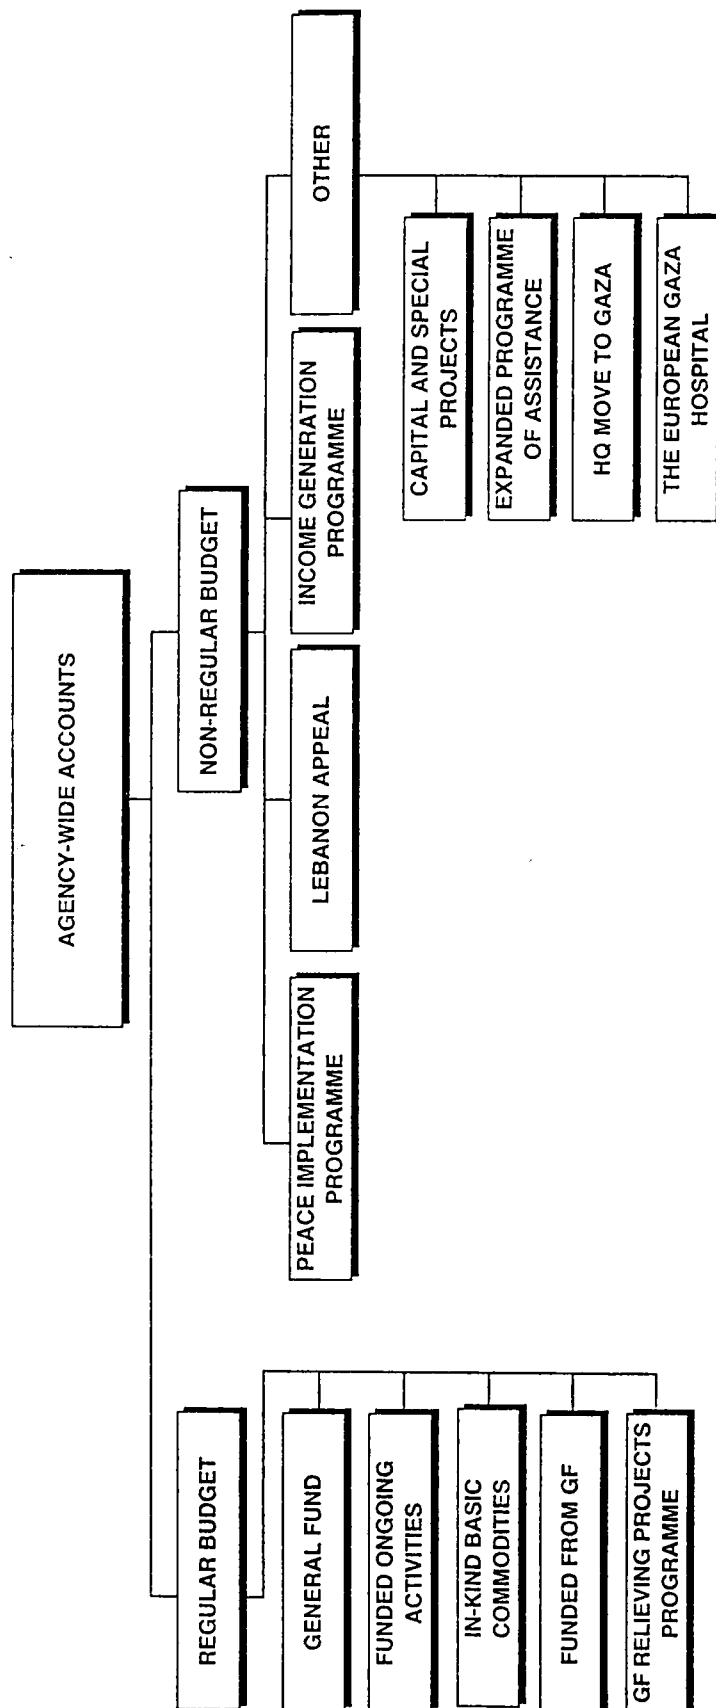 AGENCY-WIDE ACCOUNTS
REGULAR BUDGET
NON-REGULAR BUDGET
GENERAL FUND
FUNDED ONGOING
ACTIVITIES
IN-KIND BASIC
COMMODITIES
FUNDED FROM GF
GF RELIEVING PROJECTS
PROGRAMME
PEACE IMPLEMENTATION
PROGRAMME
LEBANON APPEAL
INCOME GENERATION
PROGRAMME
OTHER
CAPITAL AND SPECIAL
PROJECTS
EXPANDED PROGRAMME
OF ASSISTANCE
HQ MOVE TO GAZA
THE EUROPEAN GAZA
HOSPITAL